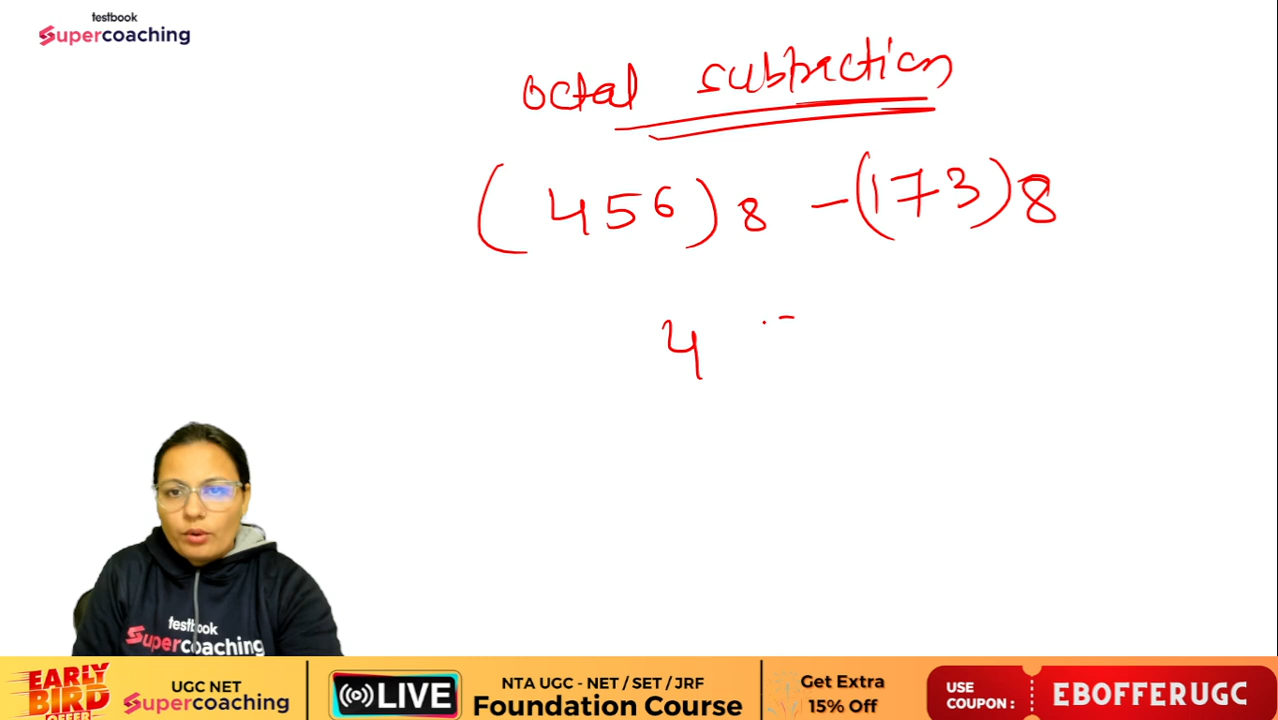 testbook
Supercoaching
octal subtraction
(456)8 -(173)8
4
testbook
Supercoaching
EARLY
BIRD
OFFER
UGC NET
Supercoaching
LIVE
NTA UGC - NET / SET / JRF
Foundation Course
Get Extra
15% Off
USE
COUPON :
EBOFFERUGC